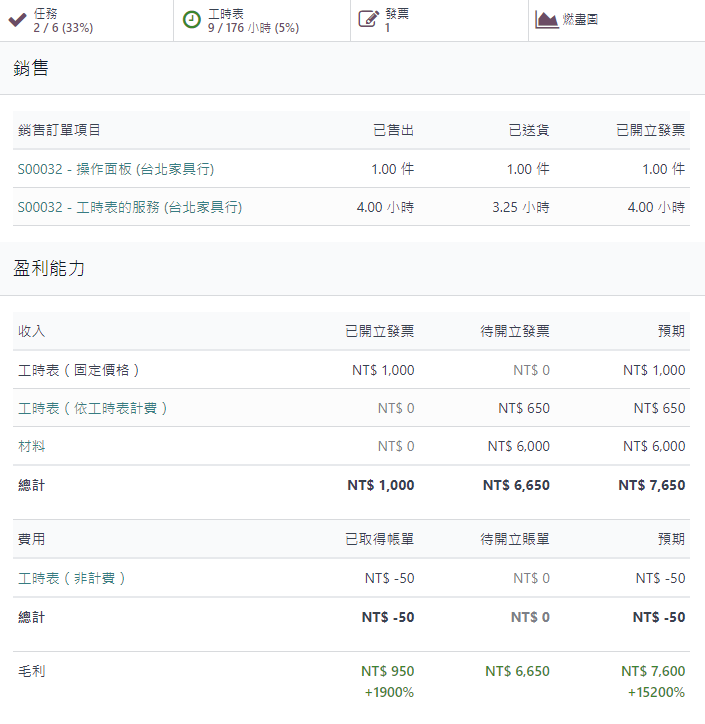 任務
2 / 6 (33%)
工時表
9 / 176 小時 (5%)
發票
1
燃盡圖
銷售
銷售訂單項目 已售出 已送貨 已開立發票
S00032 - 操作面板 (台北家具行) 1.00 件 1.00 件 1.00 件
S00032 - 工時表的服務 (台北家具行) 4.00 小時 3.25 小時 4.00 小時
盈利能力
收入 已開立發票 待開立發票 預期
工時表 ( 固定價格 ) NT$ 1,000 NT$ 0 NT$ 1,000
工時表 ( 依工時表計費 ) NT$ 0 NT$ 650 NT$ 650
材料 NT$ 0 NT$ 6,000 NT$ 6,000
總計 NT$ 1,000 NT$ 6,650 NT$ 7,650
費用 已取得帳單 待開立賬單 預期
工時表 ( 非計費 ) NT$ -50 NT$ 0 NT$ -50
總計 NT$ -50 NT$ 0 NT$ -50
毛利 NT$ 950 NT$ 6,650 NT$ 7,600
+1900% +15200%